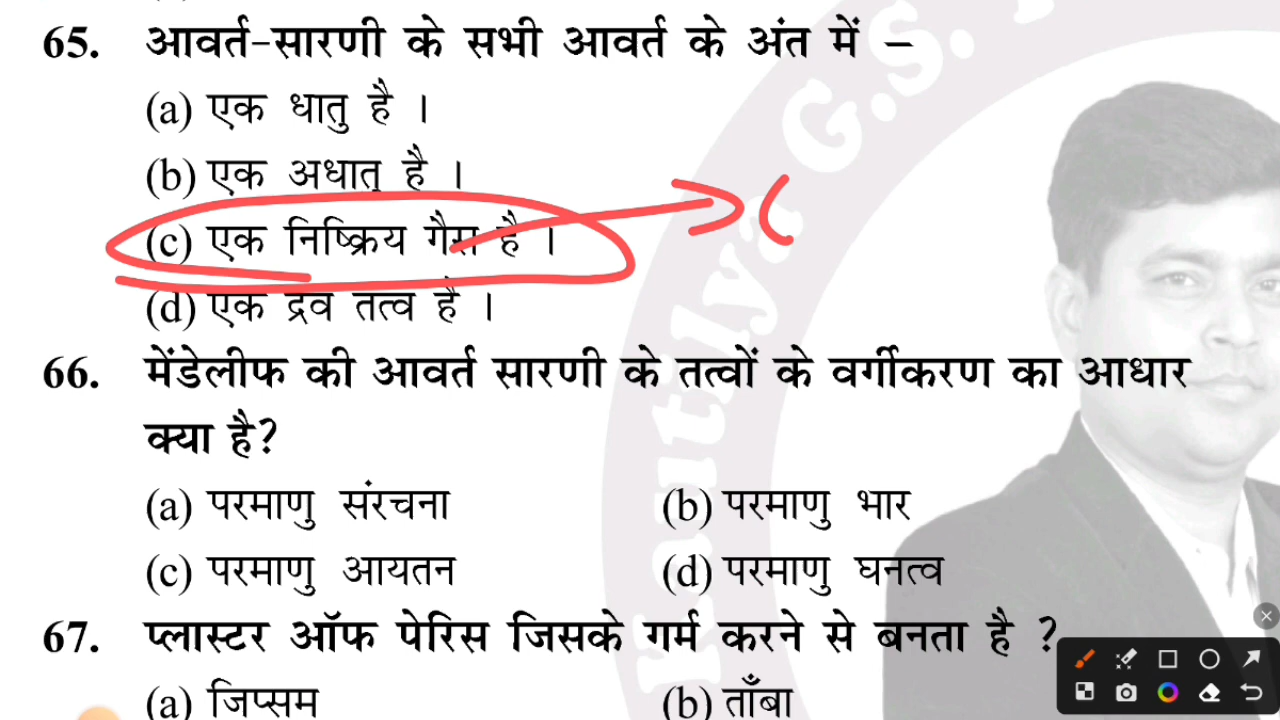 65. आवर्त-सारणी के सभी आवर्त के अंत में –
(a) एक धातु है ।
(b) एक अधातु है ।
(c) एक निष्क्रिय गैस है ।
(d) एक द्रव तत्व है ।
66. मेंडेलीफ की आवर्त सारणी के तत्वों के वर्गीकरण का आधार
क्या है?
(a) परमाणु संरचना (b) परमाणु भार
(c) परमाणु आयतन (d) परमाणु घनत्व
67. प्लास्टर ऑफ पेरिस जिसके गर्म करने से बनता है ?
(a) जिप्सम (b) ताँबा
Kautilya G.S.